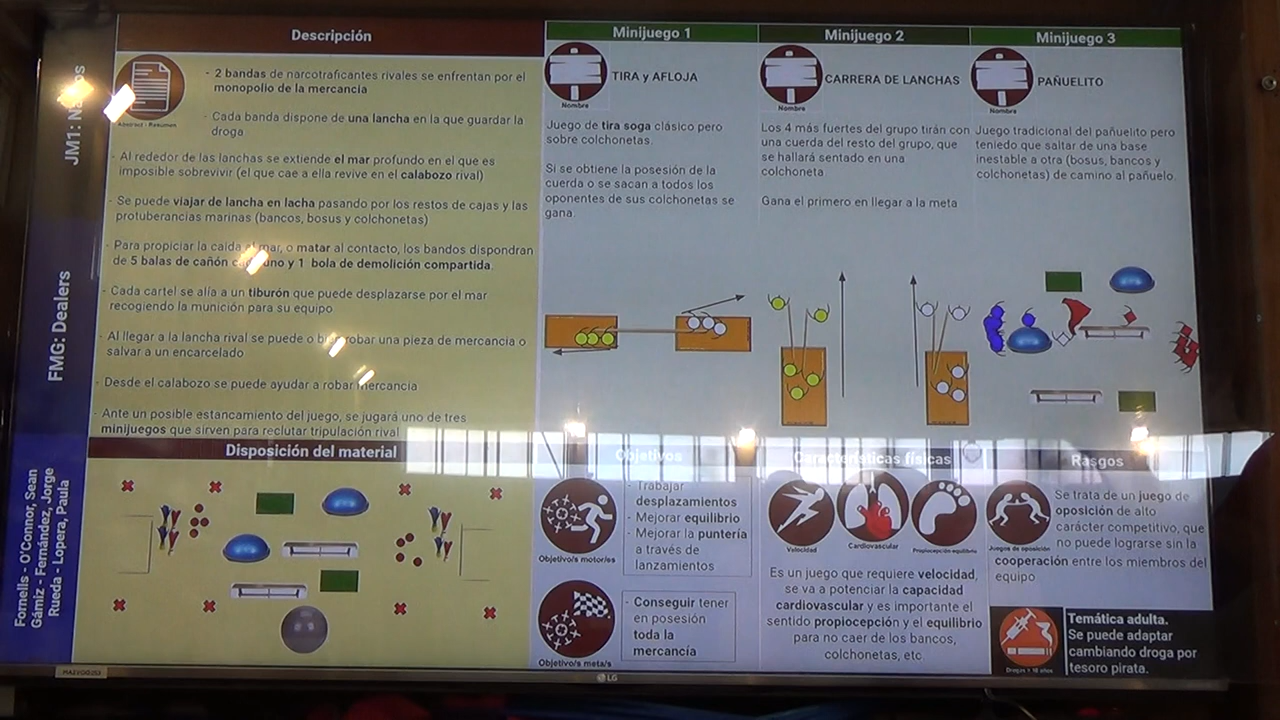 JM1:
FMG: Dealers
Fornells - O'Connor, Sean
Gámiz - Fernández, Jorge
Rueda - Lopera, Paula
Descripción
Abstract - Resumen
- 2 bandas de narcotraficantes rivales se enfrentan por el
monopolio de la mercancia
- Cada banda dispone de una lancha en la que guardar la
droga
- Al rededor de las lanchas se extiende el mar profundo en el que es
imposible sobrevivir (el que cae a ella revive en el calabozo rival)
- Se puede viajar de lancha en lacha pasando por los restos de cajas y las
protuberancias marinas (bancos, bosus y colchonetas)
- Para propiciar la caída al mar, o matar al contacto, los bandos dispondran
de 5 balas de cañón cada uno y 1 bola de demolición compartida.
- Cada cartel se alía a un tiburón que puede desplazarse por el mar
recogiendo la munición para su equipo
- Al llegar a la lancha rival se puede o bien robar una pieza de mercancia o
salvar a un encarcelado
- Desde el calabozo se puede ayudar a robar mercancia
- Ante un posible estancamiento del juego, se jugará uno de tres
minijuegos que sirven para reclutar tripulación rival
Minijuego 1
Nombre
TIRA y AFLOJA
Juego de tira soga clásico pero
sobre colchonetas.
Si se obtiene la posesión de la
cuerda o se sacan a todos los
oponentes de sus colchonetas se
gana.
Minijuego 2
Nombre
CARRERA DE LANCHAS
Los 4 más fuertes del grupo tirán con
una cuerda del resto del grupo, que
se hallará sentado en una
colchoneta
Gana el primero en llegar a la meta
Minijuego 3
Nombre
PAÑUELITO
Juego tradicional del pañuelito pero
teniedo que saltar de una base
inestable a otra (bosus, bancos y
colchonetas) de camino al pañuelo.
Disposición del material
Objetivos
Objetivo/s motor/es
- Trabajar
desplazamientos
- Mejorar equilibrio
- Mejorar la puntería
a través de
lanzamientos
Objetivo/s meta/s
- Conseguir tener
en posesión
toda la
mercancía
Características físicas
Velocidad
Cardiovascular
Propiocepción equilibrio
Es un juego que requiere velocidad,
se va a potenciar la capacidad
cardiovascular y es importante el
sentido propiocepción y el equilibrio
para no caer de los bancos,
colchonetas, etc
Rasgos
Juegos de oposición
Se trata de un juego de
oposición de alto
carácter competitivo, que
no puede lograrse sin la
cooperación entre los miembros del
equipo
Drogas + 18 años
Temática adulta.
Se puede adaptar
cambiando droga por
tesoro pirata.
LG